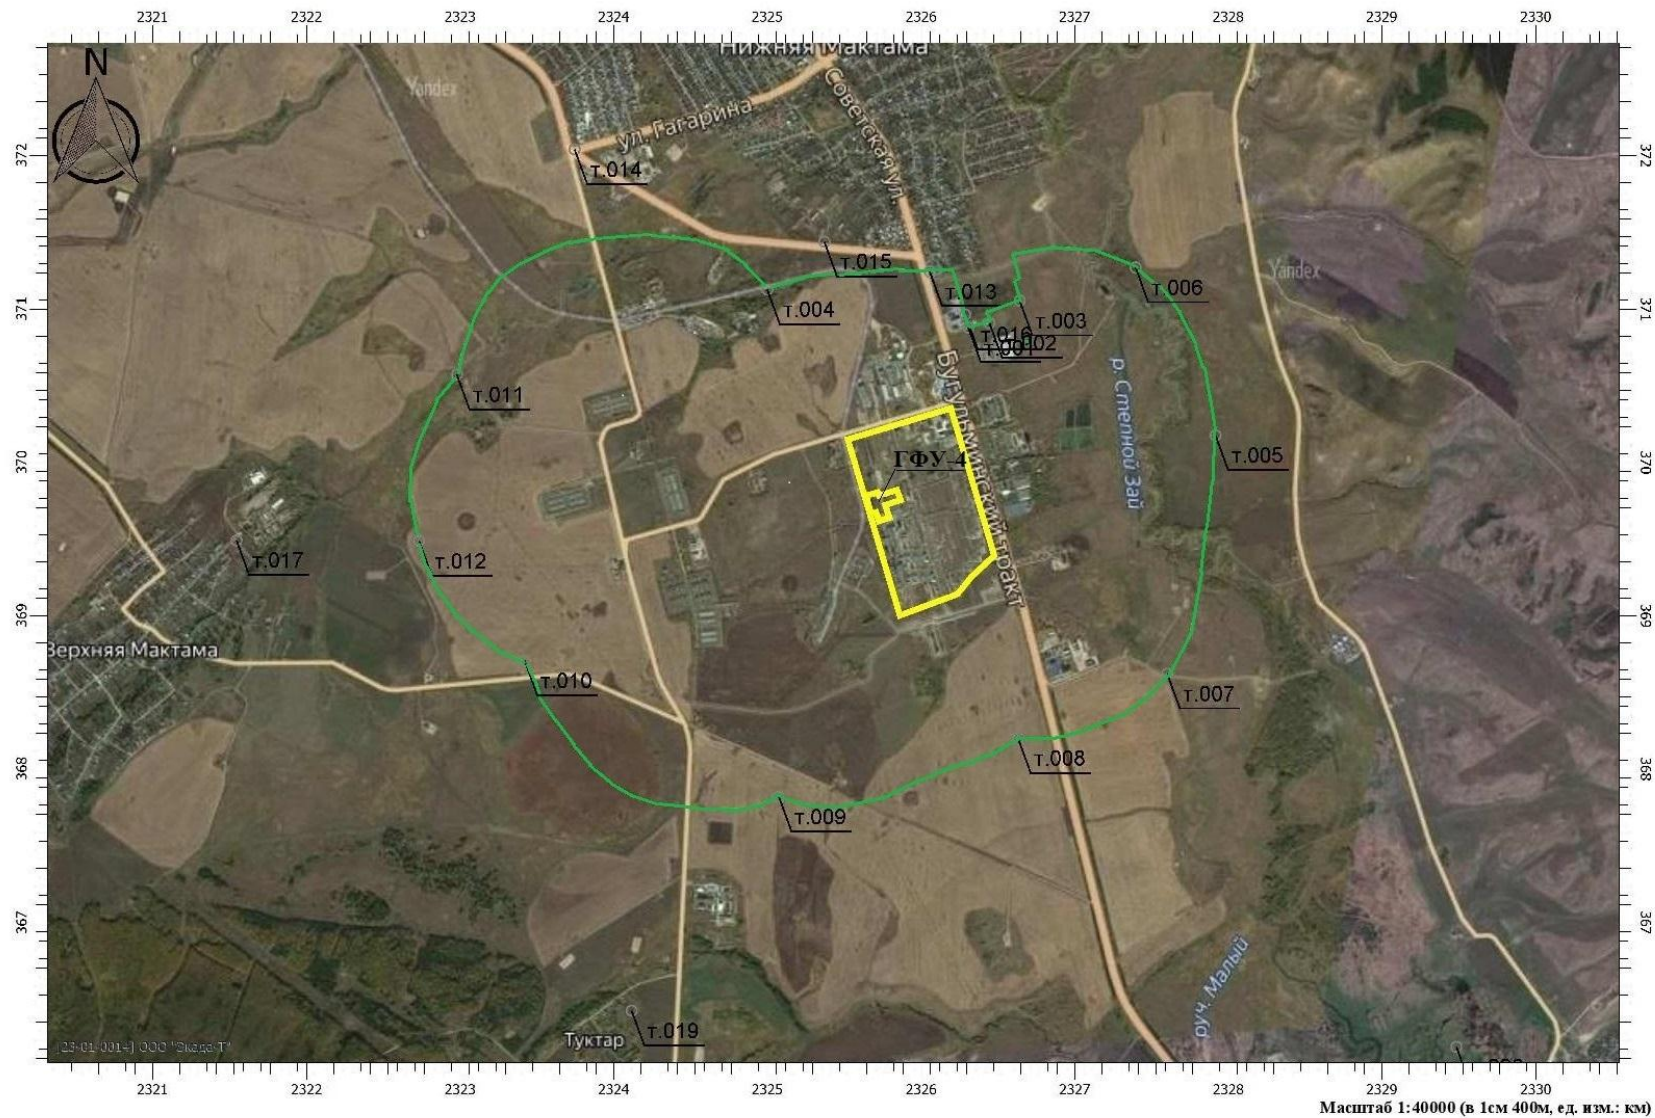 2321 2322 2323 2324 2325 2326 2327 2328 2329 2330
N
Нижняя Мактама
Yandex
Советская ул.
ул. Гагарина
372
372
т.014
т.015
Yandex
т.006
т.013
371
т.004
т.003
371
т.016
т.002
т.001
р. Степной Зай
Бугульминский тракт
т.011
370
ГФУ-4
т.005
370
т.017
т.012
369
369
Верхняя Мактама
т.010
т.007
368
т.008
368
т.009
367
367
руч. Малый
Туктар
т.019
[23-01-0014] ООО "Экада-Т"
2321 2322 2323 2324 2325 2326 2327 2328 2329 2330
Масштаб 1:40000 (в 1см 400м, ед. изм.: км)